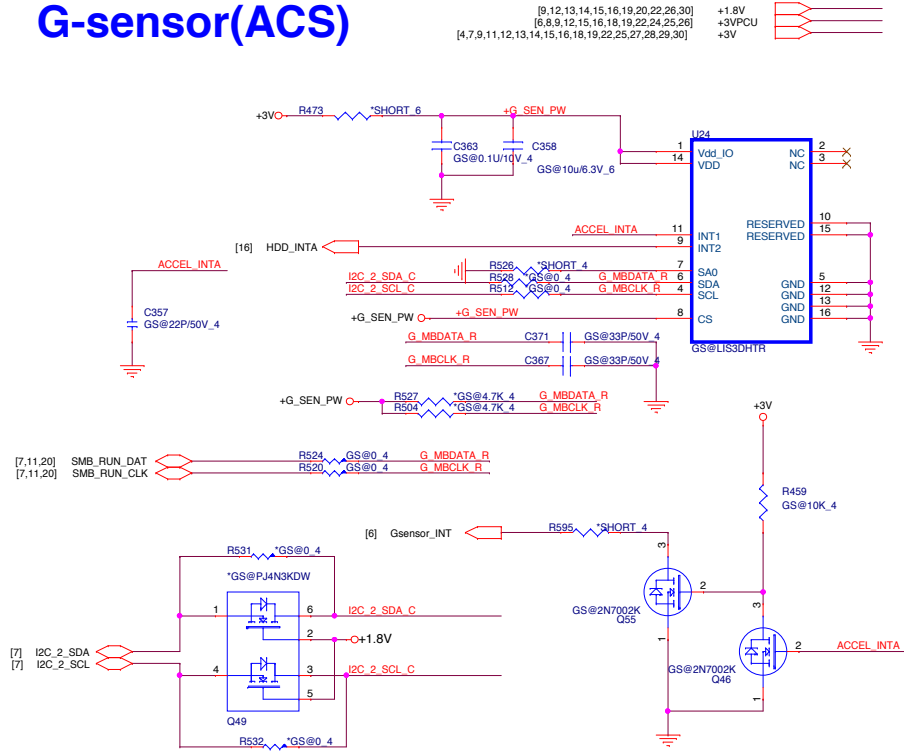 G-sensor(ACS)
[9,12,13,14,15,16,19,20,22,26,30] +1.8V
[6,8,9,12,15,16,18,19,22,24,25,26] +3VPCU
[4,7,9,11,12,13,14,15,16,18,19,22,25,27,28,29,30] +3V
+3V R473 *SHORT_6 +G_SEN_PW
C363 GS@0.1U/10V_4
C358 GS@10u/6.3V_6
U24
1 Vdd_IO NC 2
14 VDD NC 3
RESERVED 10
ACCEL_INTA 11 INT1 RESERVED 15
[16] HDD_INTA 9 INT2
R526 *SHORT_4 7 SA0
I2C_2_SDA_C R528 GS@0_4 G_MBDATA_R 6 SDA GND 5
I2C_2_SCL_C R512 GS@0_4 G_MBCLK_R 4 SCL GND 12
GND 13
+G_SEN_PW +G_SEN_PW 8 CS GND 16
GS@LIS3DHTR
ACCEL_INTA
C357
GS@22P/50V_4
G_MBDATA_R C371 GS@33P/50V_4
G_MBCLK_R C367 GS@33P/50V_4
+G_SEN_PW R527 *GS@4.7K_4 G_MBDATA_R
R504 *GS@4.7K_4 G_MBCLK_R
[7,11,20] SMB_RUN_DAT R524 GS@0_4 G_MBDATA_R
[7,11,20] SMB_RUN_CLK R520 GS@0_4 G_MBCLK_R
+3V
R459
GS@10K_4
[6] Gsensor_INT R595 *SHORT_4
3
2
1
GS@2N7002K
Q55
3
2 ACCEL_INTA
1
GS@2N7002K
Q46
R531 *GS@0_4
*GS@PJ4N3KDW
1 6 I2C_2_SDA_C
2 +1.8V
[7] I2C_2_SDA
[7] I2C_2_SCL
4 3 I2C_2_SCL_C
5
Q49
R532 *GS@0_4